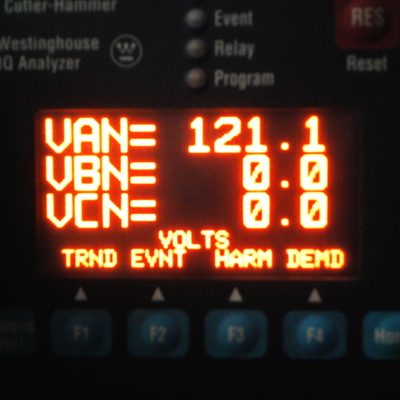 Cutler-Hammer
Westinghouse
IQ Analyzer
Event
Relay
Program
RES
Reset
VAN= 121.1
VBN= 0.0
VCN= 0.0
VOLTS
TRND EVNT HARM DEMD
F1 F2 F3 F4